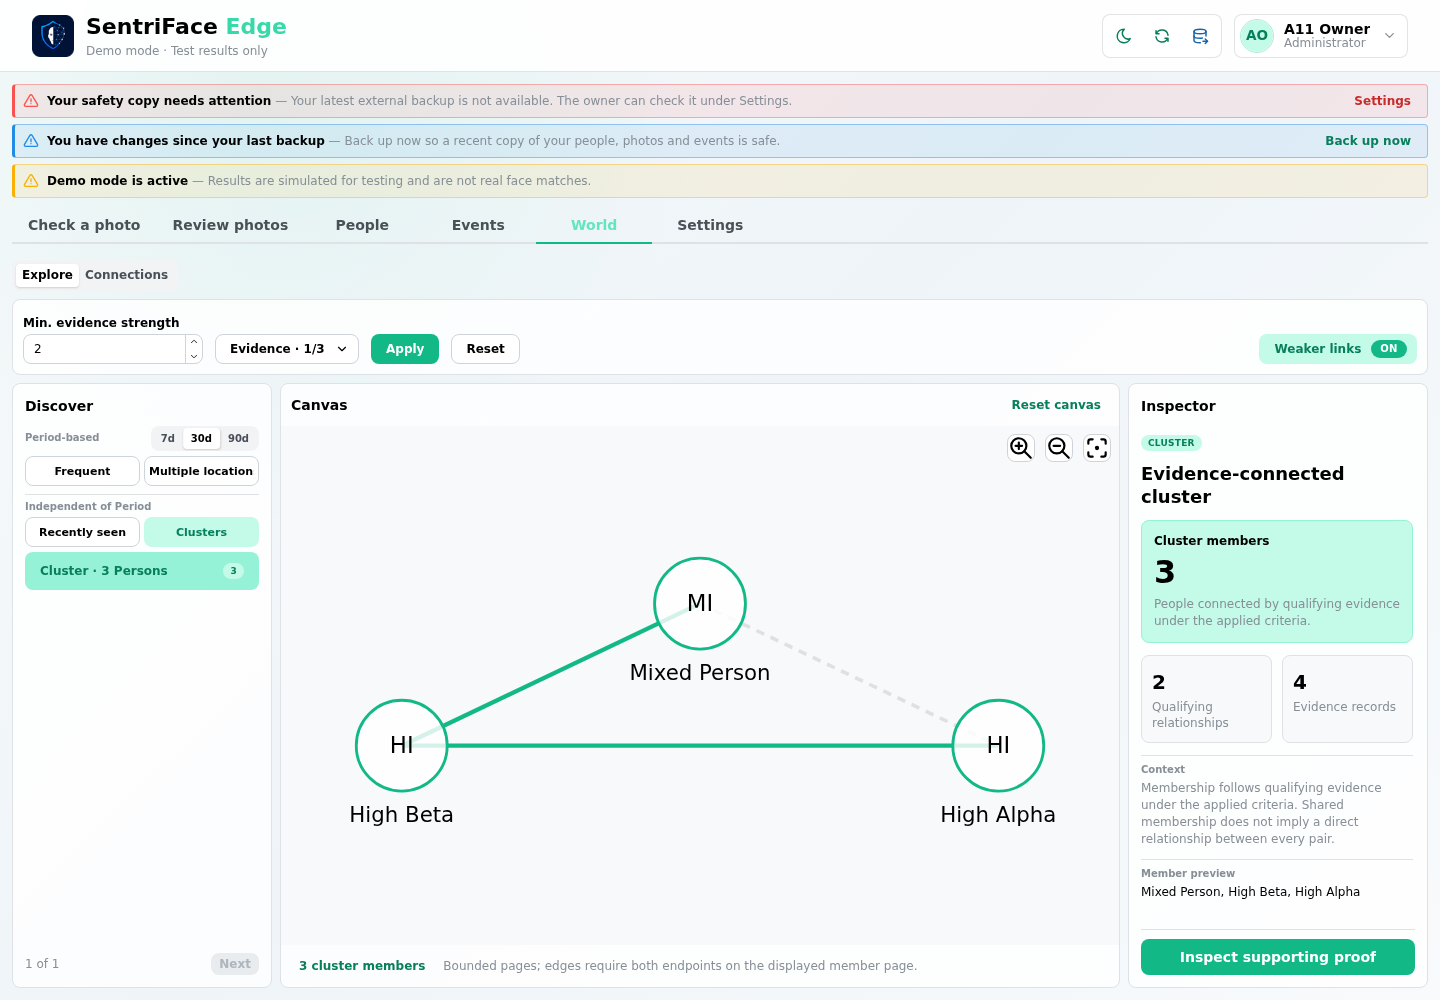 SentriFace Edge
Demo mode · Test results only
AO
A11 Owner
Administrator
Your safety copy needs attention — Your latest external backup is not available. The owner can check it under Settings.
Settings
You have changes since your last backup — Back up now so a recent copy of your people, photos and events is safe.
Back up now
Demo mode is active — Results are simulated for testing and are not real face matches.
Check a photo
Review photos
People
Events
World
Settings
Explore
Connections
Min. evidence strength
2
Evidence · 1/3
Apply
Reset
Weaker links ON
Discover
Period-based
7d
30d
90d
Frequent
Multiple location
Independent of Period
Recently seen
Clusters
Cluster · 3 Persons
3
1 of 1
Next
Canvas
Reset canvas
MI
Mixed Person
HI
High Beta
HI
High Alpha
3 cluster members
Bounded pages; edges require both endpoints on the displayed member page.
Inspector
CLUSTER
Evidence-connected
cluster
Cluster members
3
People connected by qualifying evidence
under the applied criteria.
2
Qualifying
relationships
4
Evidence records
Context
Membership follows qualifying evidence
under the applied criteria. Shared
membership does not imply a direct
relationship between every pair.
Member preview
Mixed Person, High Beta, High Alpha
Inspect supporting proof